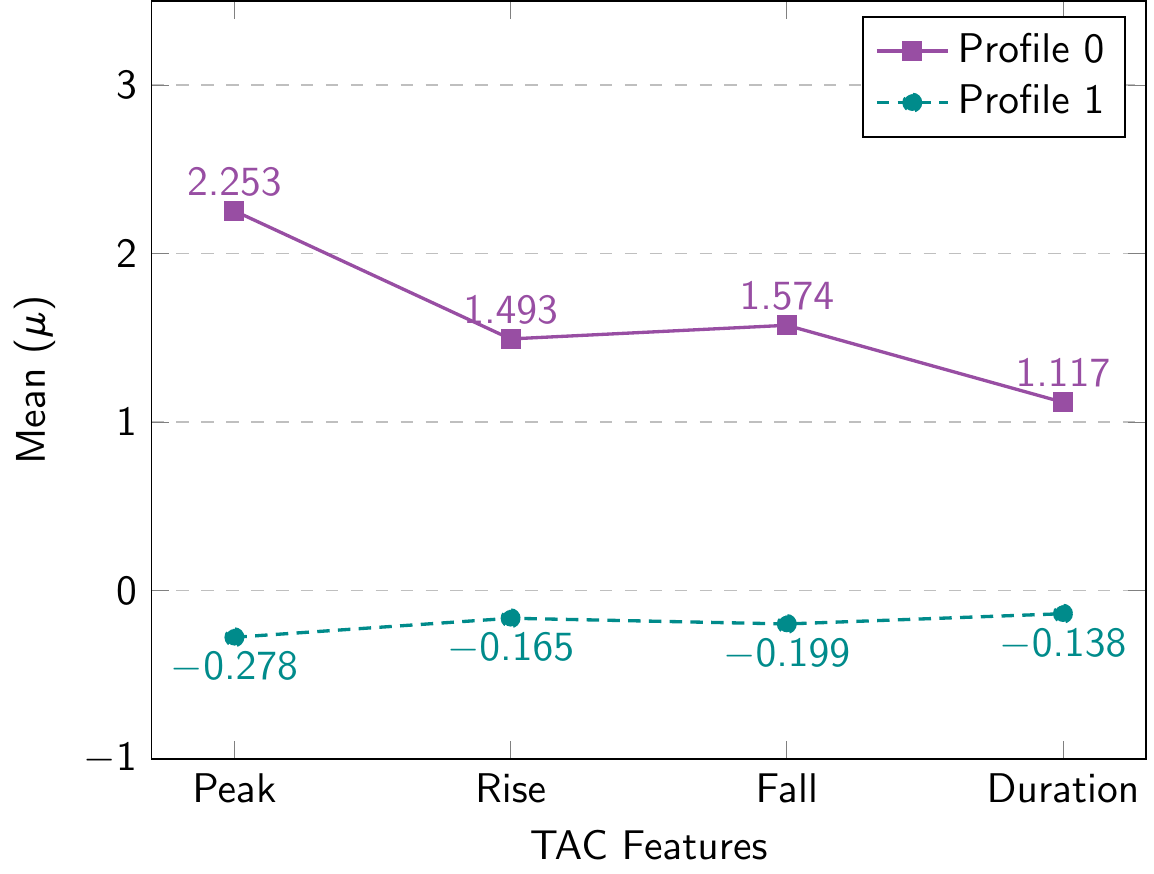 Profile 0
Profile 1
3
2
1
0
−1
Mean (μ)
2.253
1.493
1.574
1.117
−0.278
−0.165
−0.199
−0.138
Peak
Rise
Fall
Duration
TAC Features